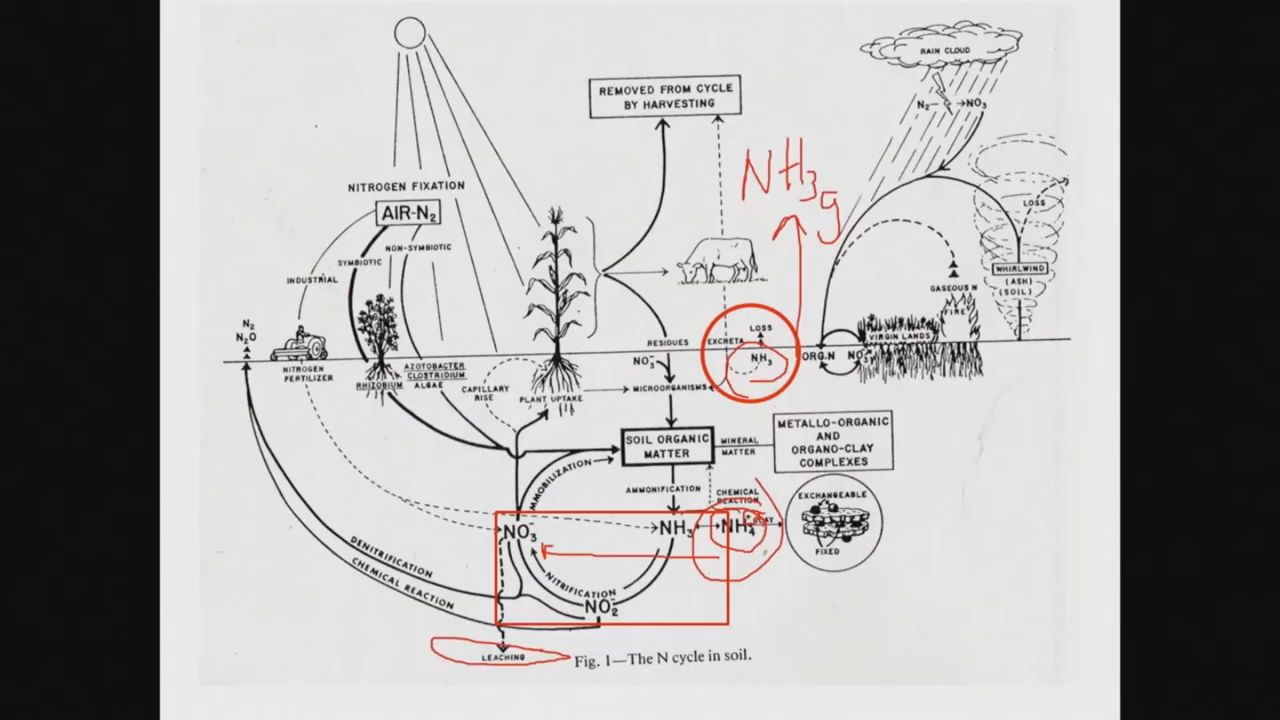 RAIN CLOUD
REMOVED FROM CYCLE
BY HARVESTING
N2 → NO3
NH3 g
NITROGEN FIXATION
AIR-N2
NON-SYMBIOTIC
SYMBIOTIC
INDUSTRIAL
LOSS
WHIRLWIND
(ASH)
(SOIL)
GASEOUS N
FIRE
VIRGIN LANDS
N2
N2O
NITROGEN
FERTILIZER
RHIZOBIUM
AZOTOBACTER
CLOSTRIDIUM
ALGAE
CAPILLARY
RISE
PLANT UPTAKE
RESIDUES
NO3-
MICROORGANISMS
EXCRETA
LOSS
NH3
ORG.N
NO3-
SOIL ORGANIC
MATTER
MINERAL
MATTER
METALLO-ORGANIC
AND
ORGANO-CLAY
COMPLEXES
IMMOBILIZATION
AMMONIFICATION
CHEMICAL
REACTION
EXCHANGEABLE
FIXED
NO3-
NH3
NH4+
CLAY
NITRIFICATION
NO2-
DENITRIFICATION
CHEMICAL REACTION
LEACHING
Fig. 1—The N cycle in soil.